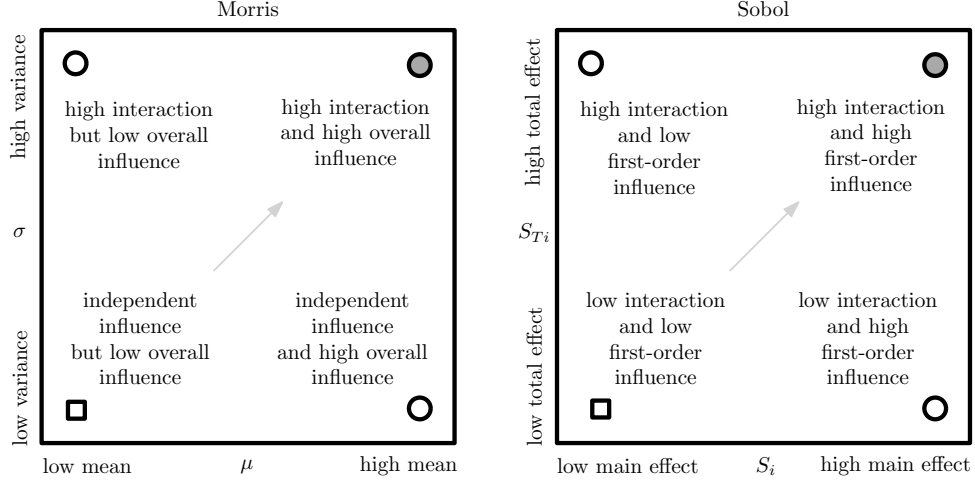 Morris
high variance
σ
low variance
high interaction
but low overall
influence
high interaction
and high overall
influence
independent
influence
but low overall
influence
independent
influence
and high overall
influence
low mean
μ
high mean
Sobol
high total effect
S_{Ti}
low total effect
high interaction
and low
first-order
influence
high interaction
and high
first-order
influence
low interaction
and low
first-order
influence
low interaction
and high
first-order
influence
low main effect
S_i
high main effect